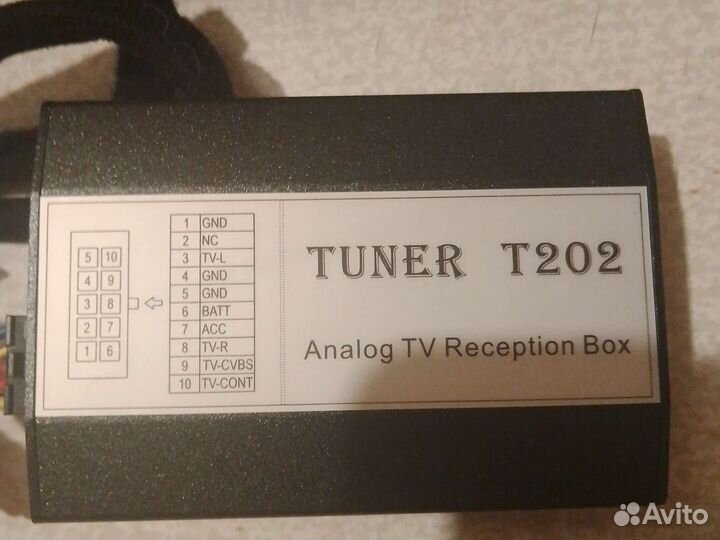 5 10
4 9
3 8
2 7
1 6
1 GND
2 NC
3 TV-L
4 GND
5 GND
6 BATT
7 ACC
8 TV-R
9 TV-CVBS
10 TV-CONT
TUNER T202
Analog TV Reception Box
Avito